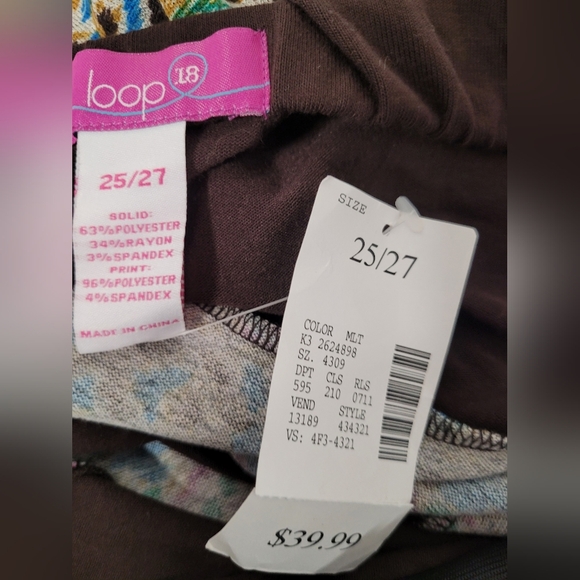 loop 18
25/27
SOLID:
63%POLYESTER
34%RAYON
3%SPANDEX
PRINT:
96%POLYESTER
4%SPANDEX
MADE IN CHINA
SIZE
25/27
COLOR MLT
K3 2624898
SZ. 4309
DPT CLS RLS
595 210 0711
VEND STYLE
13189 434321
VS: 4F3-4321
$39.99